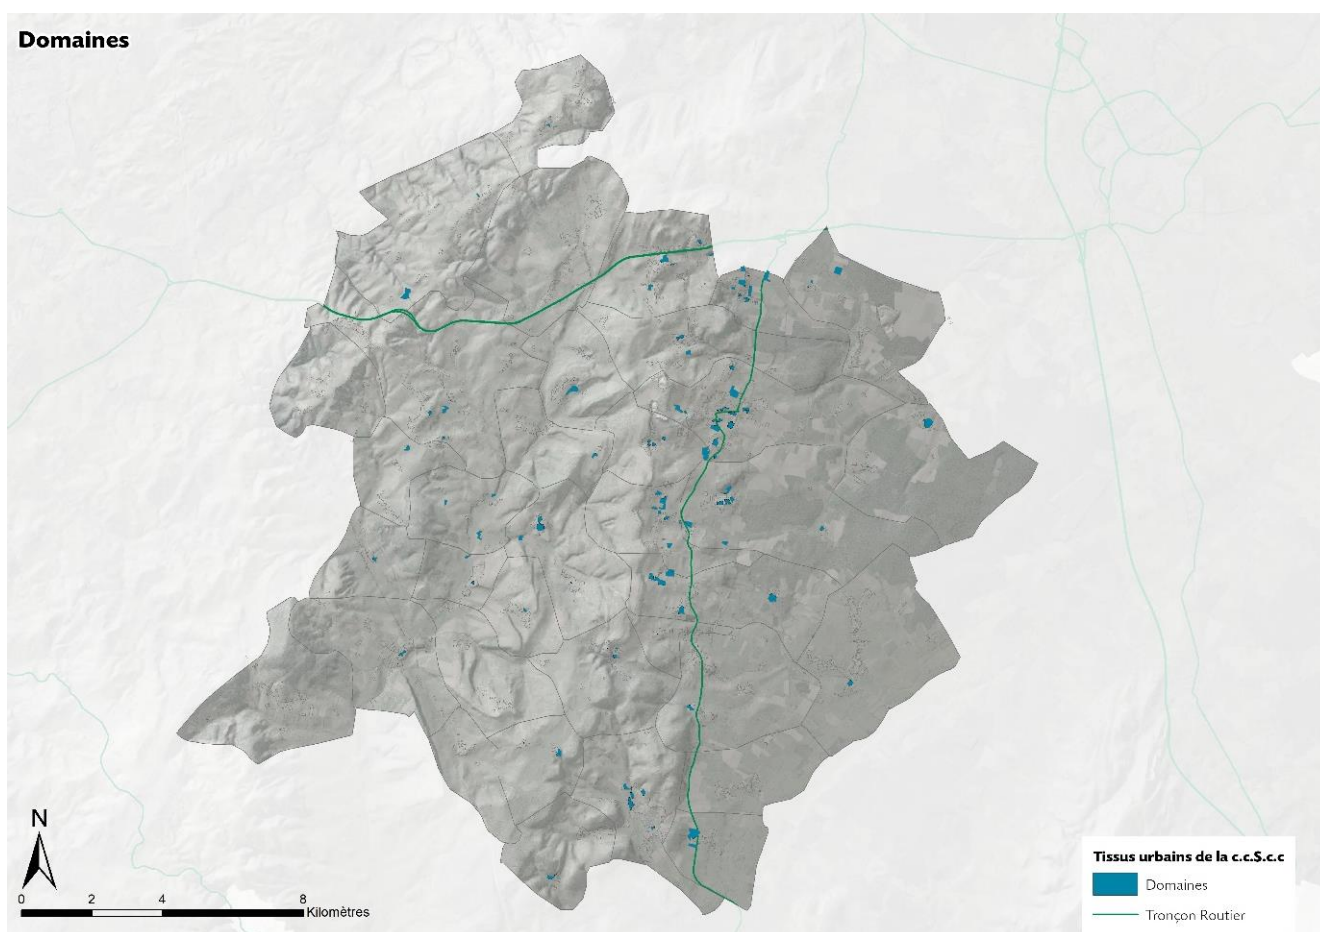 Domaines
N
0 2 4 8
Kilomètres
Tissus urbains de la c.c.S.c.c
Domaines
Tronçon Routier